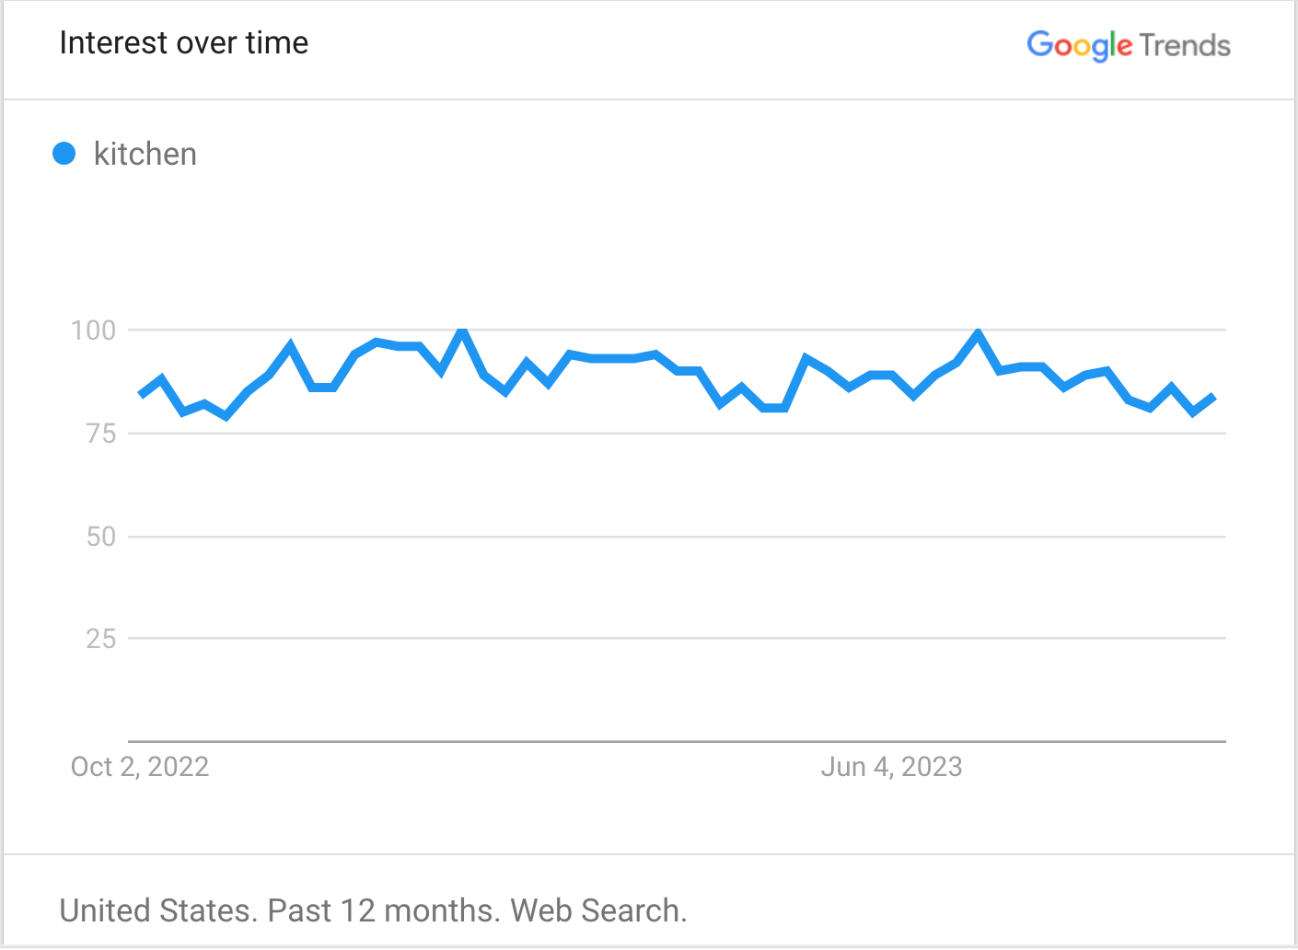 Interest over time
Google Trends
kitchen
100
75
50
25
Oct 2, 2022
Jun 4, 2023
United States. Past 12 months. Web Search.